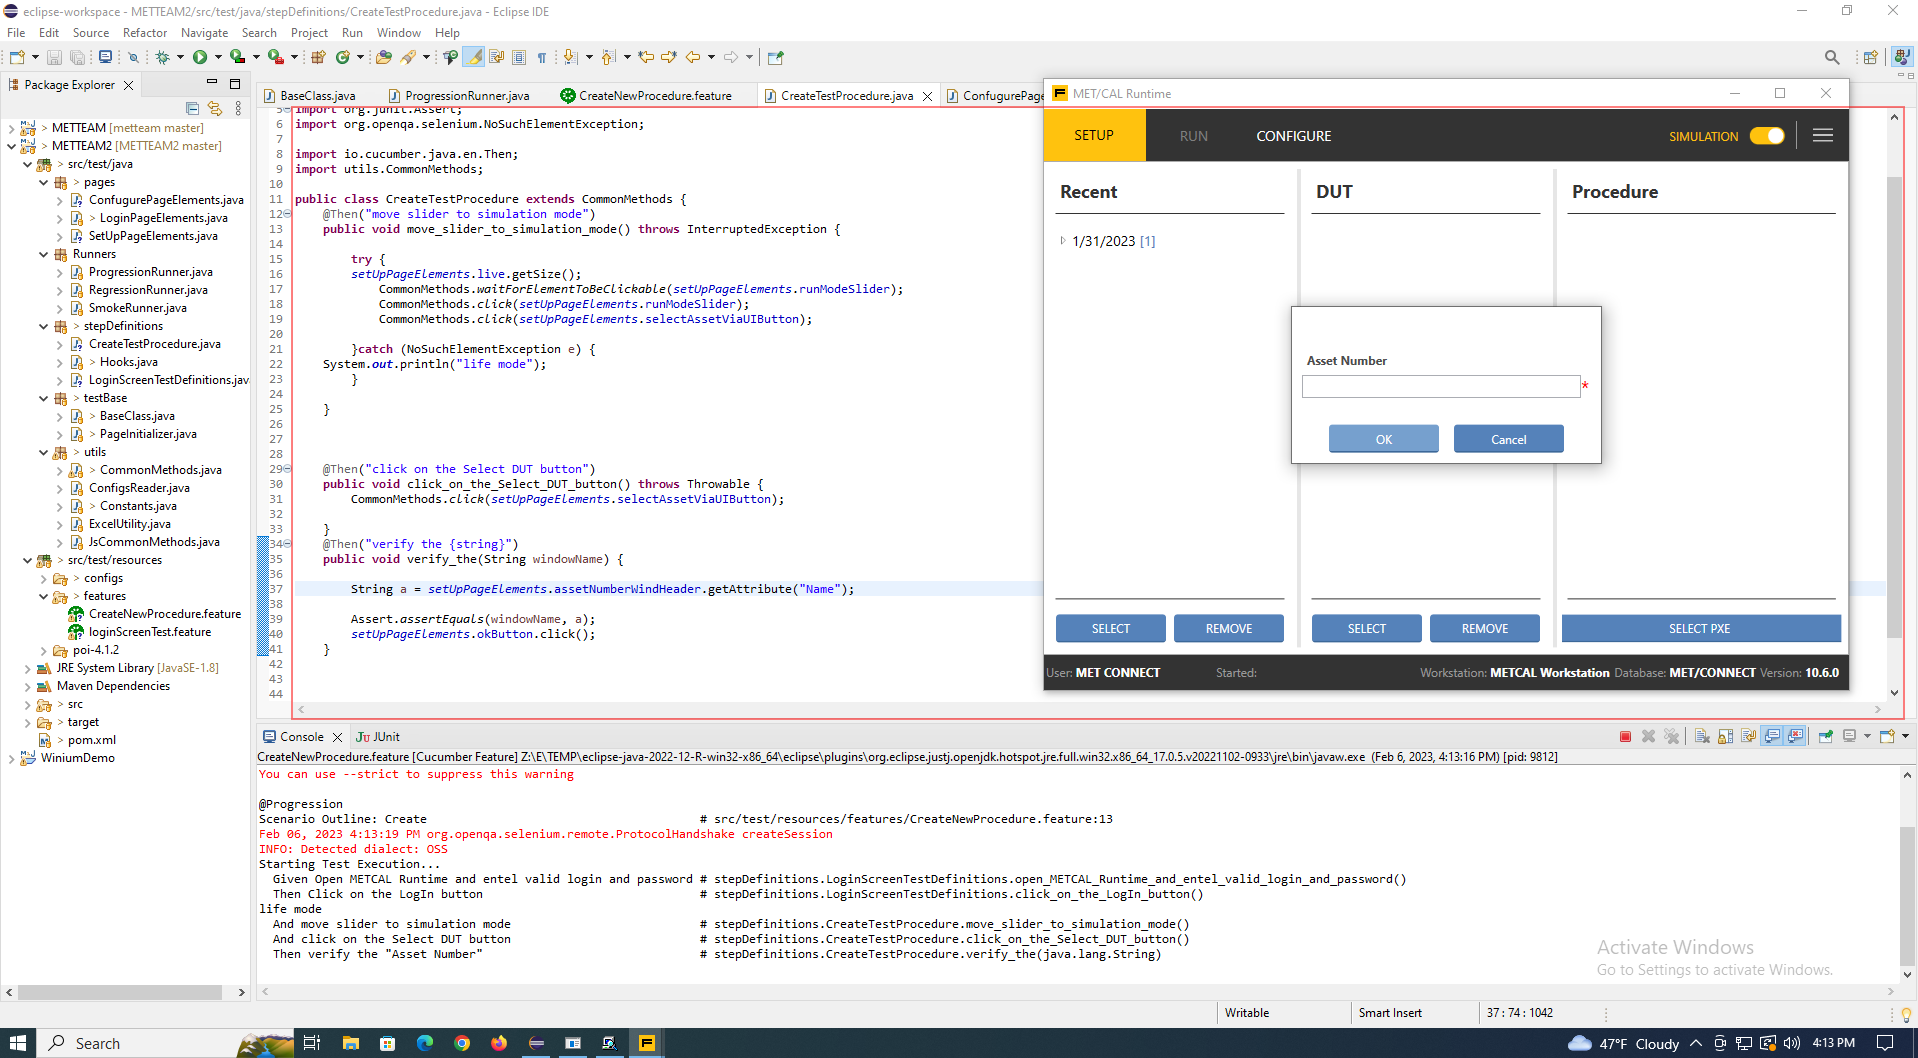 eclipse-workspace - METTEAM2/src/test/java/stepDefinitions/CreateTestProcedure.java - Eclipse IDE
File Edit Source Refactor Navigate Search Project Run Window Help
Package Explorer
> METTEAM [metteam master]
> METTEAM2 [METTEAM2 master]
> src/test/java
> pages
ConfugurePageElements.java
> LoginPageElements.java
SetUpPageElements.java
Runners
ProgressionRunner.java
RegressionRunner.java
SmokeRunner.java
> stepDefinitions
CreateTestProcedure.java
> Hooks.java
LoginScreenTestDefinitions.jav
> testBase
> BaseClass.java
> PageInitializer.java
> utils
> CommonMethods.java
ConfigsReader.java
> Constants.java
ExcelUtility.java
JsCommonMethods.java
> src/test/resources
> configs
> features
CreateNewProcedure.feature
loginScreenTest.feature
poi-4.1.2
JRE System Library [JavaSE-1.8]
Maven Dependencies
> src
> target
> pom.xml
WiniumDemo
BaseClass.java ProgressionRunner.java CreateNewProcedure.feature CreateTestProcedure.java ConfugurePage
5 import org.junit.Assert;
6 import org.openqa.selenium.NoSuchElementException;
7
8 import io.cucumber.java.en.Then;
9 import utils.CommonMethods;
10
11 public class CreateTestProcedure extends CommonMethods {
12 @Then("move slider to simulation mode")
13 public void move_slider_to_simulation_mode() throws InterruptedException {
14
15 try {
16 setUpPageElements.live.getSize();
17 CommonMethods.waitForElementToBeClickable(setUpPageElements.runModeSlider);
18 CommonMethods.click(setUpPageElements.runModeSlider);
19 CommonMethods.click(setUpPageElements.selectAssetViaUIButton);
20
21 }catch (NoSuchElementException e) {
22 System.out.println("life mode");
23 }
24
25 }
26
27
28
29 @Then("click on the Select DUT button")
30 public void click_on_the_Select_DUT_button() throws Throwable {
31 CommonMethods.click(setUpPageElements.selectAssetViaUIButton);
32
33 }
34 @Then("verify the {string}")
35 public void verify_the(String windowName) {
36
37 String a = setUpPageElements.assetNumberWindHeader.getAttribute("Name");
38
39 Assert.assertEquals(windowName, a);
40 setUpPageElements.okButton.click();
41 }
42
43
44
MET/CAL Runtime
SETUP RUN CONFIGURE SIMULATION
Recent DUT Procedure
1/31/2023 [1]
Asset Number
*
OK Cancel
SELECT REMOVE SELECT REMOVE SELECT PXE
User: MET CONNECT Started: Workstation: METCAL Workstation Database: MET/CONNECT Version: 10.6.0
Console JUnit
CreateNewProcedure.feature [Cucumber Feature] Z:\E\TEMP\eclipse-java-2022-12-R-win32-x86_64\eclipse\plugins\org.eclipse.justj.openjdk.hotspot.jre.full.win32.x86_64_17.0.5.v20221102-0933\jre\bin\javaw.exe (Feb 6, 2023, 4:13:16 PM) [pid: 9812]
You can use --strict to suppress this warning
@Progression
Scenario Outline: Create # src/test/resources/features/CreateNewProcedure.feature:13
Feb 06, 2023 4:13:19 PM org.openqa.selenium.remote.ProtocolHandshake createSession
INFO: Detected dialect: OSS
Starting Test Execution...
Given Open METCAL Runtime and entel valid login and password # stepDefinitions.LoginScreenTestDefinitions.open_METCAL_Runtime_and_entel_valid_login_and_password()
Then Click on the LogIn button # stepDefinitions.LoginScreenTestDefinitions.click_on_the_LogIn_button()
life mode
And move slider to simulation mode # stepDefinitions.CreateTestProcedure.move_slider_to_simulation_mode()
And click on the Select DUT button # stepDefinitions.CreateTestProcedure.click_on_the_Select_DUT_button()
Then verify the "Asset Number" # stepDefinitions.CreateTestProcedure.verify_the(java.lang.String)
Activate Windows
Go to Settings to activate Windows.
Writable Smart Insert 37 : 74 : 1042
Search 47°F Cloudy 4:13 PM